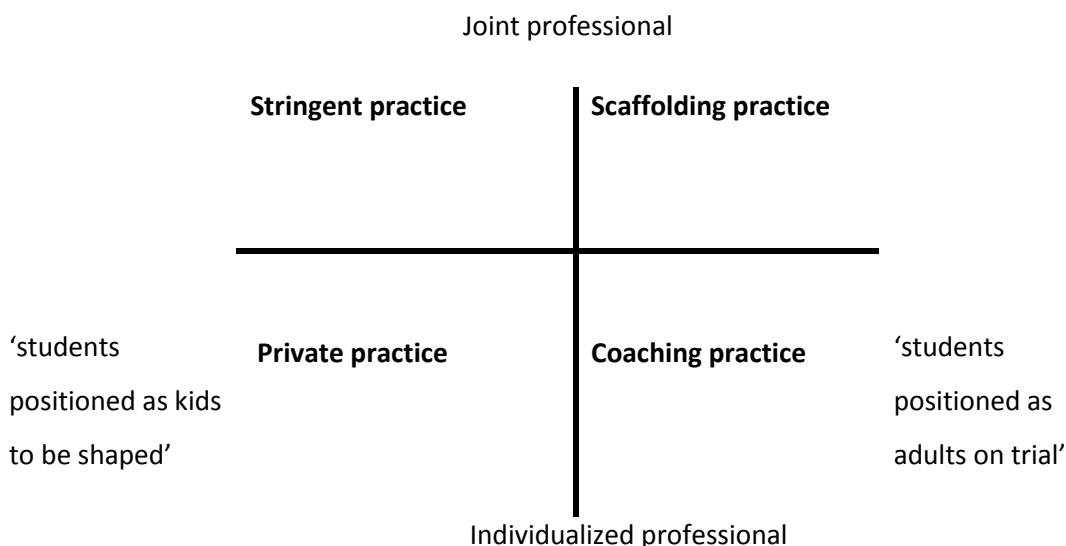 Joint professional
Stringent practice
Scaffolding practice
‘students
positioned as kids
to be shaped’
Private practice
Coaching practice
‘students
positioned as
adults on trial’
Individualized professional